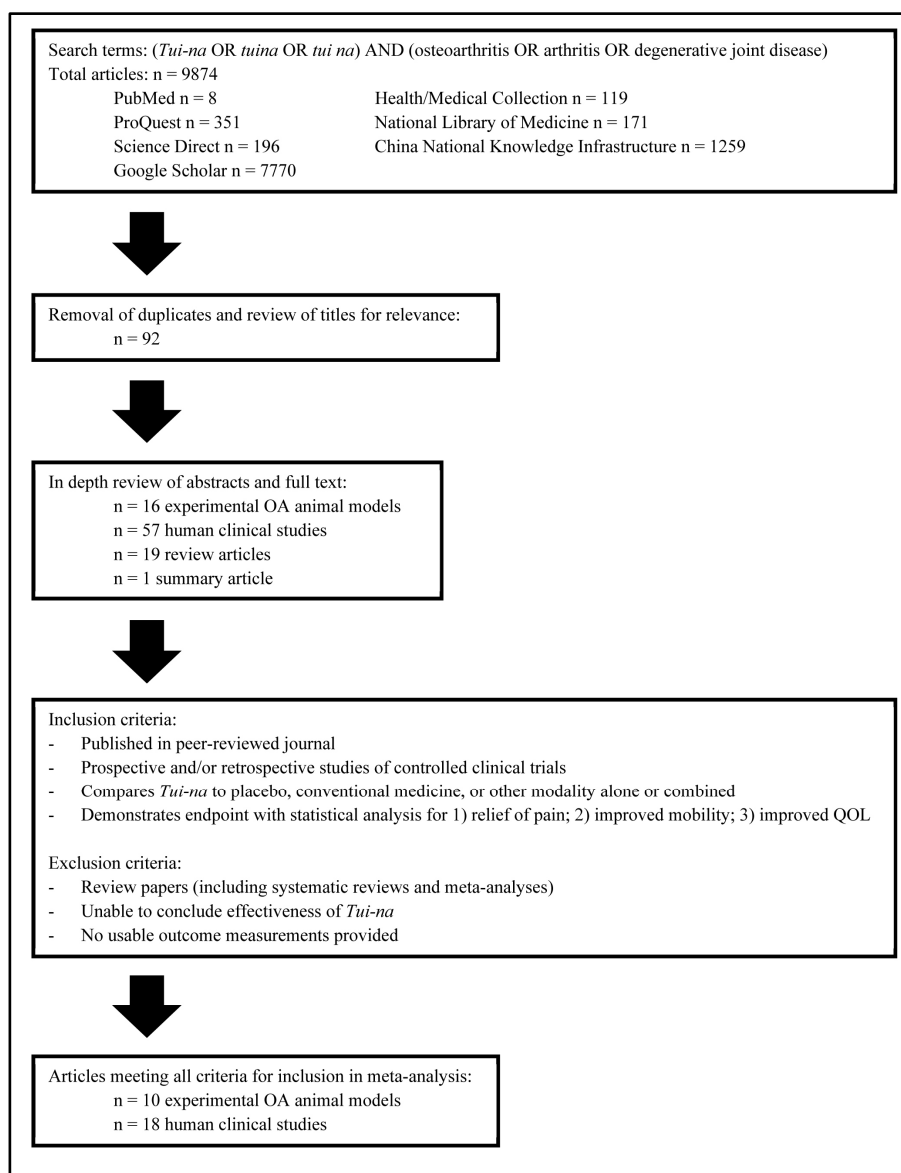 Search terms: (Tui-na OR tuina OR tui na) AND (osteoarthritis OR arthritis OR degenerative joint disease)
Total articles: n = 9874
PubMed n = 8 Health/Medical Collection n = 119
ProQuest n = 351 National Library of Medicine n = 171
Science Direct n = 196 China National Knowledge Infrastructure n = 1259
Google Scholar n = 7770
Removal of duplicates and review of titles for relevance:
n = 92
In depth review of abstracts and full text:
n = 16 experimental OA animal models
n = 57 human clinical studies
n = 19 review articles
n = 1 summary article
Inclusion criteria:
- Published in peer-reviewed journal
- Prospective and/or retrospective studies of controlled clinical trials
- Compares Tui-na to placebo, conventional medicine, or other modality alone or combined
- Demonstrates endpoint with statistical analysis for 1) relief of pain; 2) improved mobility; 3) improved QOL
Exclusion criteria:
- Review papers (including systematic reviews and meta-analyses)
- Unable to conclude effectiveness of Tui-na
- No usable outcome measurements provided
Articles meeting all criteria for inclusion in meta-analysis:
n = 10 experimental OA animal models
n = 18 human clinical studies